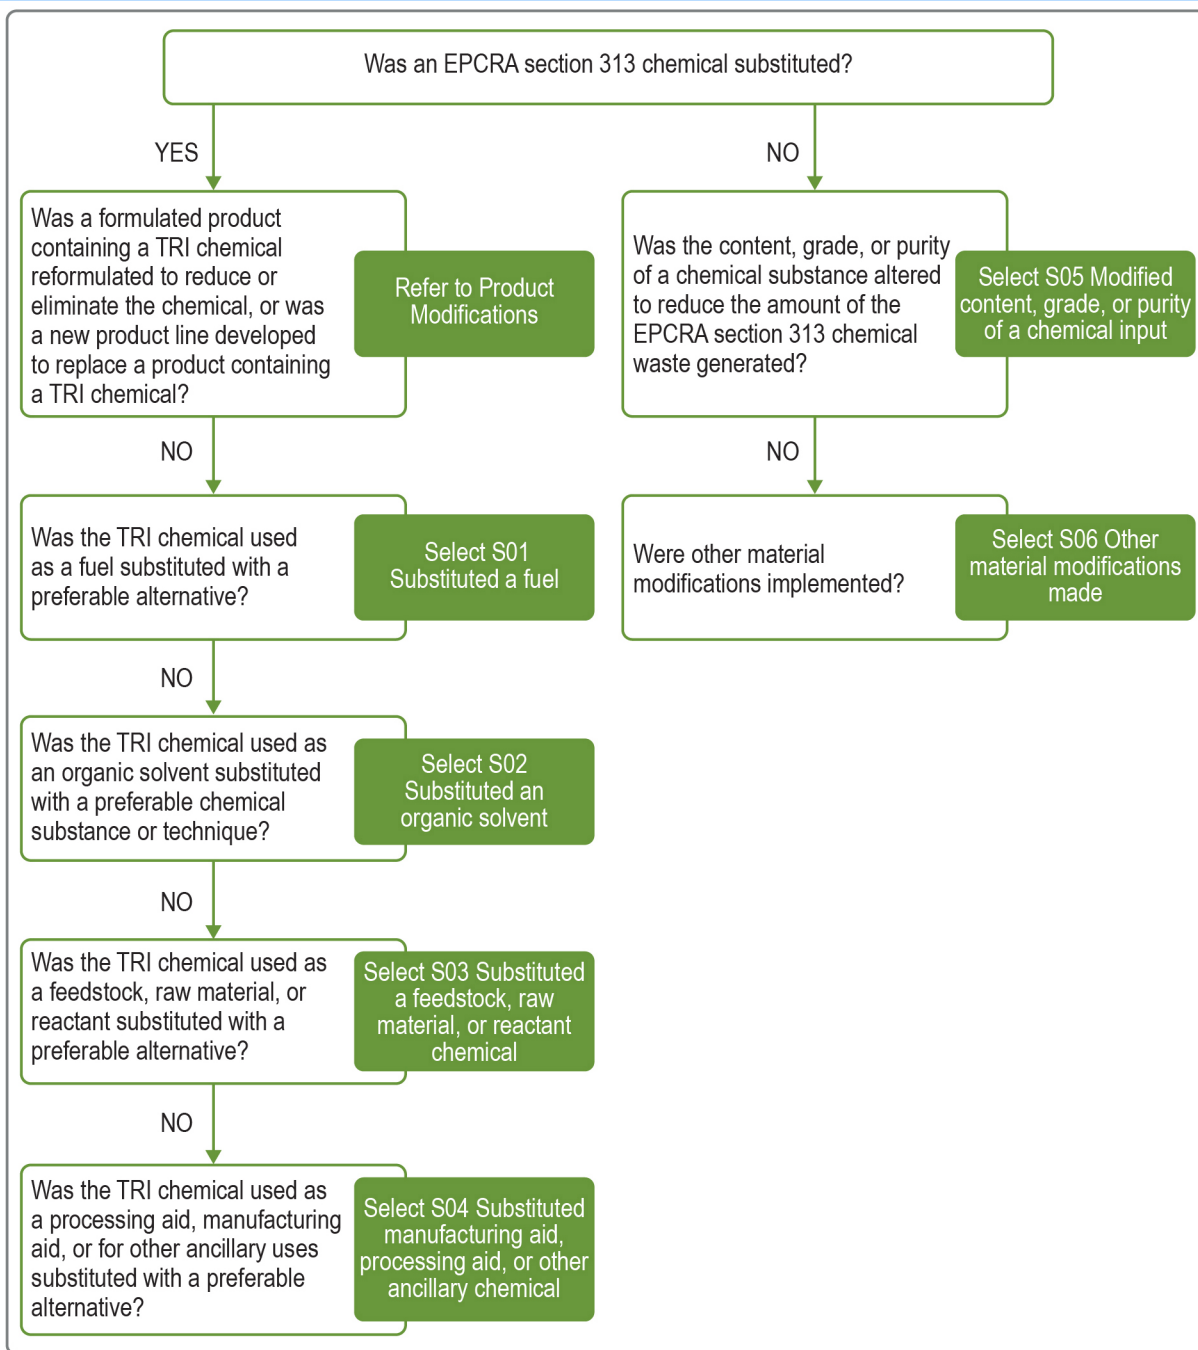 Was an EPCRA section 313 chemical substituted?
YES
NO
Was a formulated product
containing a TRI chemical
reformulated to reduce or
eliminate the chemical, or was
a new product line developed
to replace a product containing
a TRI chemical?
Refer to Product
Modifications
Was the content, grade, or purity
of a chemical substance altered
to reduce the amount of the
EPCRA section 313 chemical
waste generated?
Select S05 Modified
content, grade, or purity
of a chemical input
NO
NO
Was the TRI chemical used
as a fuel substituted with a
preferable alternative?
Select S01
Substituted a fuel
Were other material
modifications implemented?
Select S06 Other
material modifications
made
NO
Was the TRI chemical used as
an organic solvent substituted
with a preferable chemical
substance or technique?
Select S02
Substituted an
organic solvent
NO
Was the TRI chemical used as
a feedstock, raw material, or
reactant substituted with a
preferable alternative?
Select S03 Substituted
a feedstock, raw
material, or reactant
chemical
NO
Was the TRI chemical used as
a processing aid, manufacturing
aid, or for other ancillary uses
substituted with a preferable
alternative?
Select S04 Substituted
manufacturing aid,
processing aid, or other
ancillary chemical